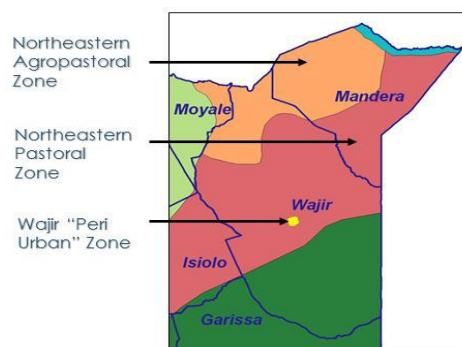 Northeastern
Agropastoral
Zone
Moyale
Mandera
Northeastern
Pastoral
Zone
Wajir "Peri
Urban" Zone
Wajir
Isiolo
Garissa